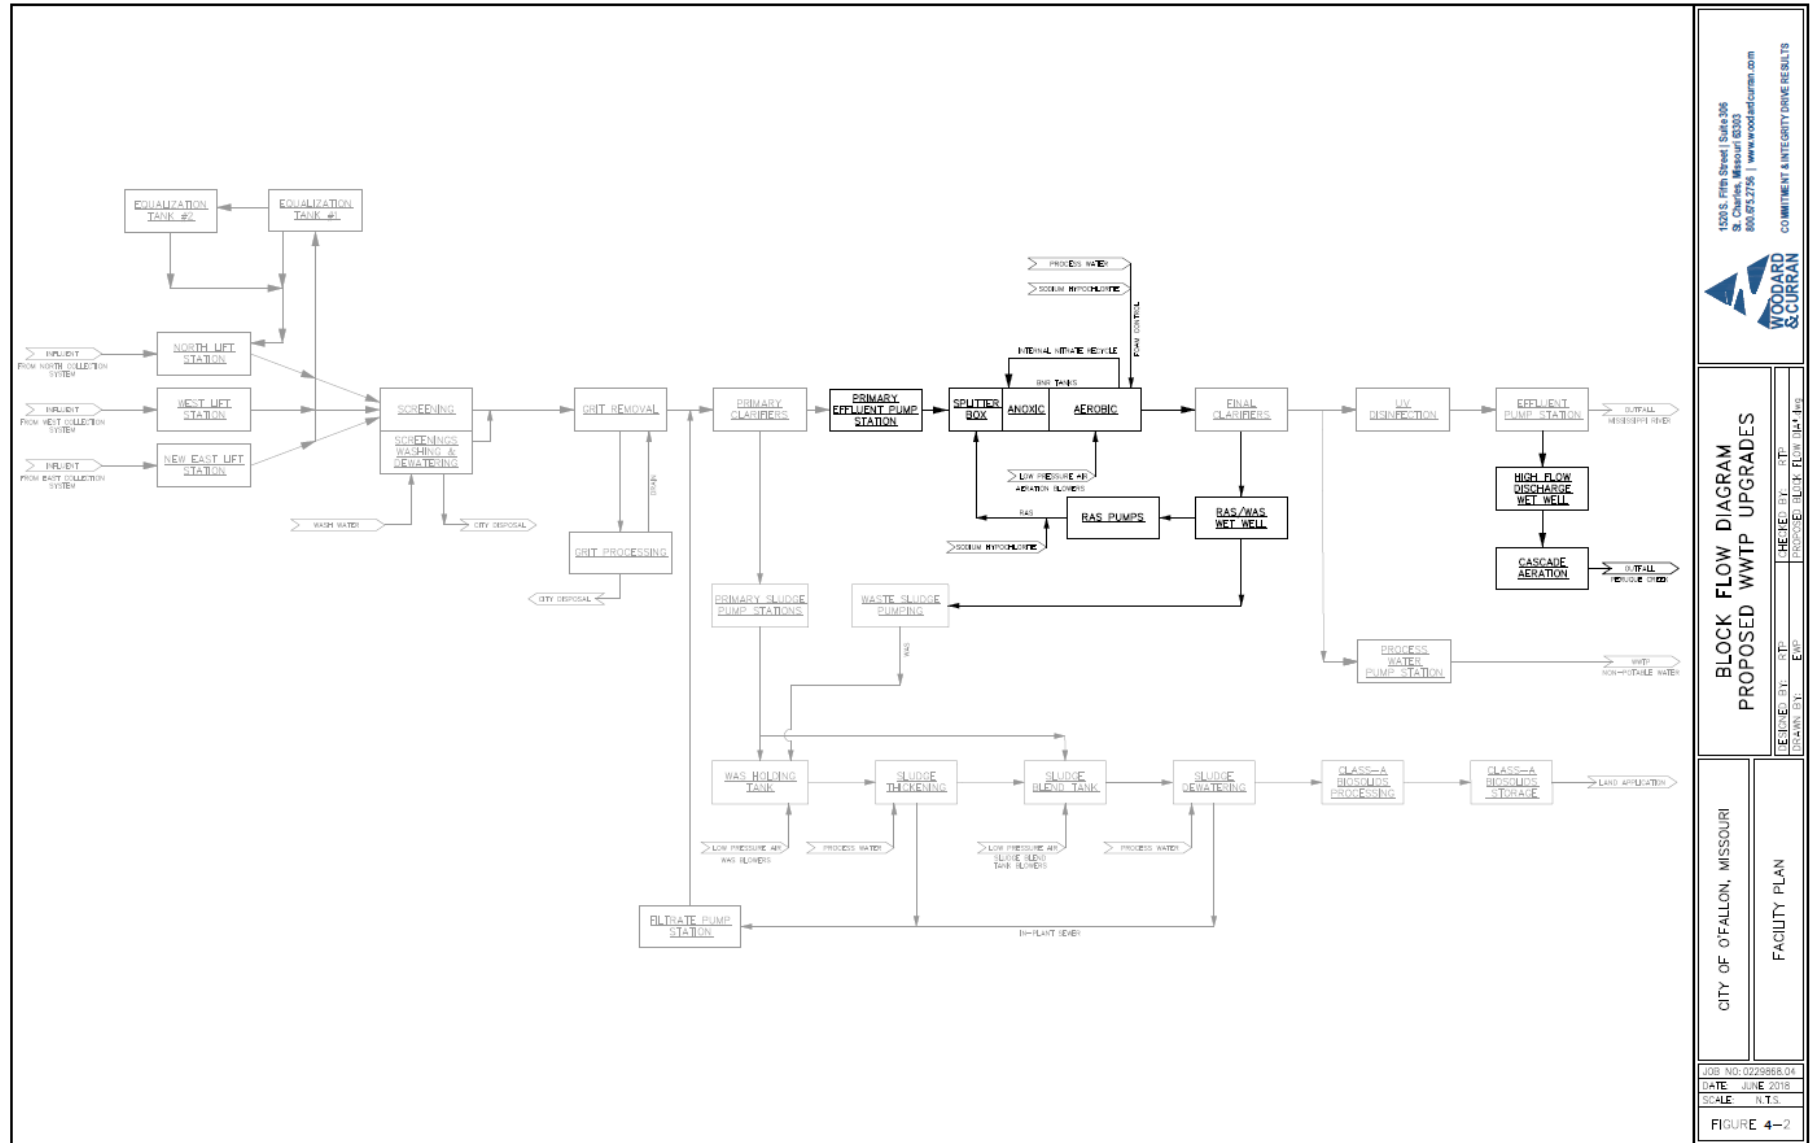 EQUALIZATION
TANK #2
EQUALIZATION
TANK #1
PROCESS WATER
SODIUM HYPOCHLORITE
FOAM CONTROL
INTERNAL NITRATE RECYCLE
BNR TANKS
INFLUENT
FROM NORTH COLLECTION
SYSTEM
NORTH LIFT
STATION
INFLUENT
FROM WEST COLLECTION
SYSTEM
WEST LIFT
STATION
INFLUENT
FROM EAST COLLECTION
SYSTEM
NEW EAST LIFT
STATION
SCREENING
SCREENINGS
WASHING &
DEWATERING
WASH WATER
CITY DISPOSAL
GRIT REMOVAL
DRAIN
GRIT PROCESSING
CITY DISPOSAL
PRIMARY
CLARIFIERS
PRIMARY
EFFLUENT PUMP
STATION
SPLITTER
BOX
ANOXIC
AEROBIC
LOW PRESSURE AIR
AERATION BLOWERS
FINAL
CLARIFIERS
UV
DISINFECTION
EFFLUENT
PUMP STATION
OUTFALL
MISSISSIPPI RIVER
HIGH FLOW
DISCHARGE
WET WELL
CASCADE
AERATION
OUTFALL
PERUQUE CREEK
RAS
RAS PUMPS
RAS/WAS
WET WELL
SODIUM HYPOCHLORITE
PRIMARY SLUDGE
PUMP STATIONS
WASTE SLUDGE
PUMPING
WAS
PROCESS
WATER
PUMP STATION
WWTP
NON-POTABLE WATER
WAS HOLDING
TANK
SLUDGE
THICKENING
SLUDGE
BLEND TANK
SLUDGE
DEWATERING
CLASS-A
BIOSOLIDS
PROCESSING
CLASS-A
BIOSOLIDS
STORAGE
LAND APPLICATION
LOW PRESSURE AIR
WAS BLOWERS
PROCESS WATER
LOW PRESSURE AIR
SLUDGE BLEND
TANK BLOWERS
PROCESS WATER
FILTRATE PUMP
STATION
IN-PLANT SEWER
1520 S. Fifth Street | Suite 306
St. Charles, Missouri 63303
800.675.2756 | www.woodardcurran.com
COMMITMENT & INTEGRITY DRIVE RESULTS
WOODARD
& CURRAN
BLOCK FLOW DIAGRAM
PROPOSED WWTP UPGRADES
DESIGNED BY: RTP
CHECKED BY: RTP
DRAWN BY: EWP
PROPOSED BLOCK FLOW DIA*.dwg
CITY OF O'FALLON, MISSOURI
FACILITY PLAN
JOB NO: 0229868.04
DATE: JUNE 2018
SCALE: N.T.S.
FIGURE 4-2